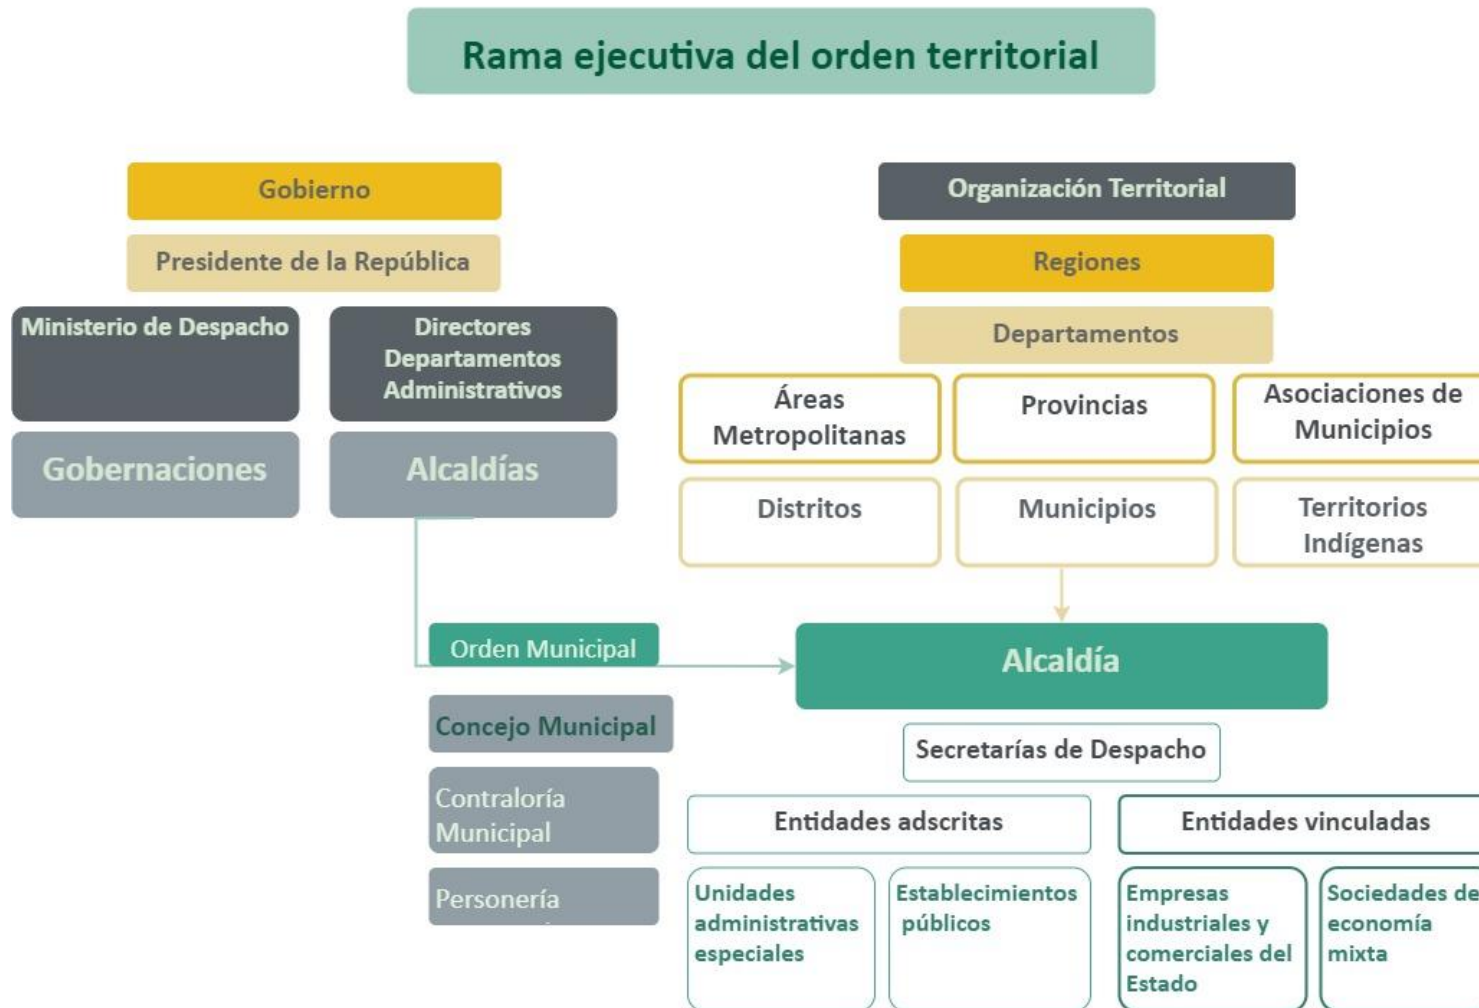 Rama ejecutiva del orden territorial
Gobierno
Presidente de la República
Ministerio de Despacho
Directores
Departamentos
Administrativos
Gobernaciones
Alcaldías
Organización Territorial
Regiones
Departamentos
Áreas
Metropolitanas
Provincias
Asociaciones de
Municipios
Distritos
Municipios
Territorios
Indígenas
Orden Municipal
Concejo Municipal
Contraloría
Municipal
Personería
Alcaldía
Secretarías de Despacho
Entidades adscritas
Entidades vinculadas
Unidades
administrativas
especiales
Establecimientos
públicos
Empresas
industriales y
comerciales del
Estado
Sociedades de
economía
mixta